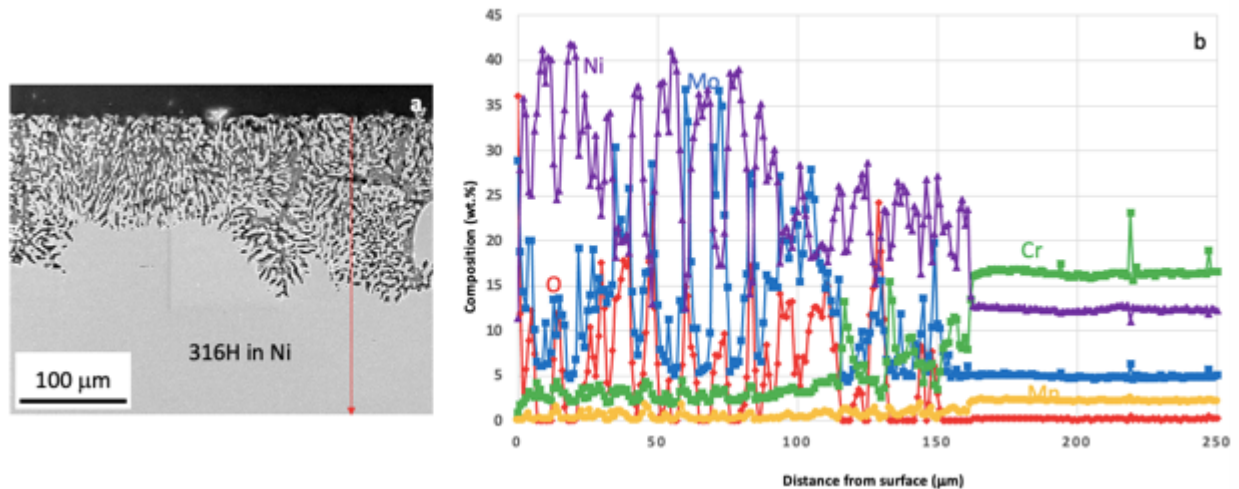 a
316H in Ni
100 μm
b
Ni
Mo
O
Cr
Mn
Composition (wt.%)
45
40
35
30
25
20
15
10
5
0
0 50 100 150 200 250
Distance from surface (μm)